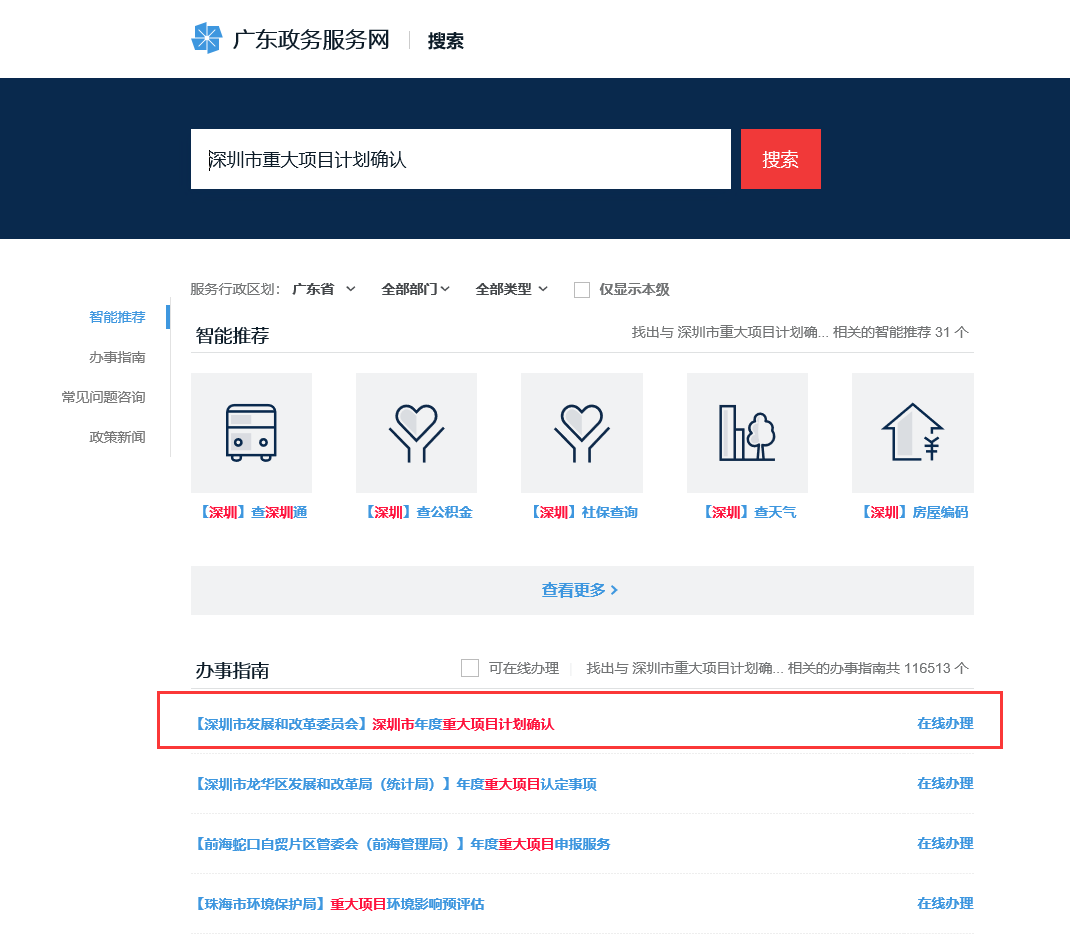 广东政务服务网 搜索
深圳市重大项目计划确认 搜索
服务行政区划： 广东省 全部部门 全部类型 仅显示本级
智能推荐
办事指南
常见问题咨询
政策新闻
智能推荐 找出与 深圳市重大项目计划确... 相关的智能推荐 31 个
【深圳】查深圳通 【深圳】查公积金 【深圳】社保查询 【深圳】查天气 【深圳】房屋编码
查看更多 >
办事指南 可在线办理 找出与 深圳市重大项目计划确... 相关的办事指南共 116513 个
【深圳市发展和改革委员会】深圳市年度重大项目计划确认 在线办理
【深圳市龙华区发展和改革局（统计局）】年度重大项目认定事项 在线办理
【前海蛇口自贸片区管委会（前海管理局）】年度重大项目申报服务 在线办理
【珠海市环境保护局】重大项目环境影响预评估 在线办理